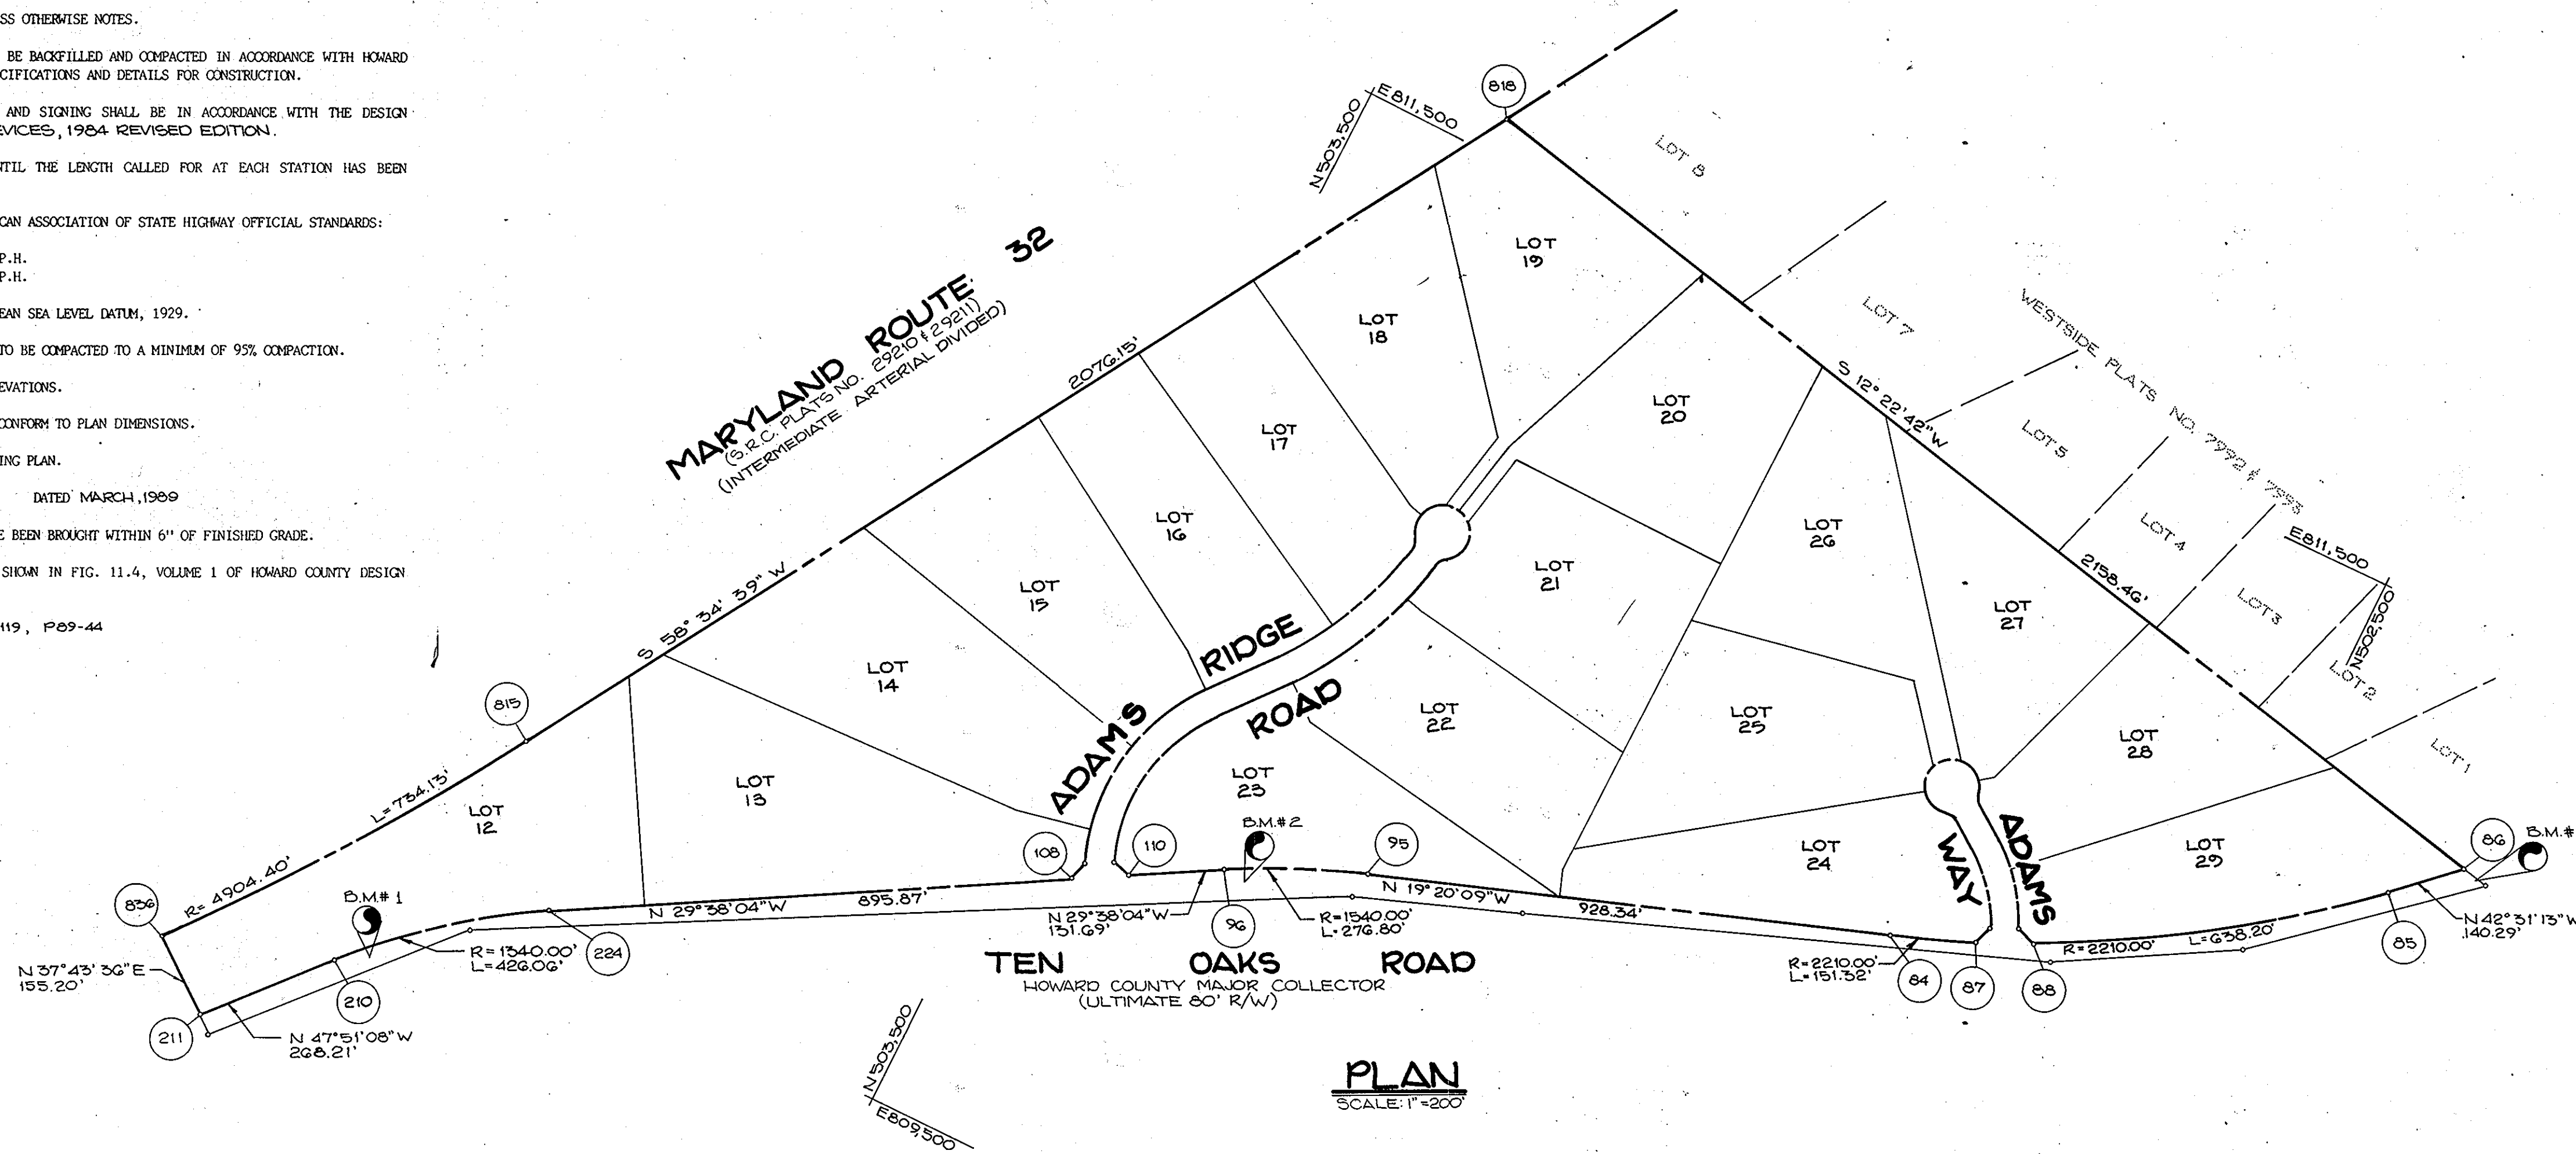 SS OTHERWISE NOTES.
BE BACKFILLED AND COMPACTED IN ACCORDANCE WITH HOWARD
CIFICATIONS AND DETAILS FOR CONSTRUCTION.
AND SIGNING SHALL BE IN ACCORDANCE WITH THE DESIGN
EVICES, 1984 REVISED EDITION.
NTIL THE LENGTH CALLED FOR AT EACH STATION HAS BEEN
CAN ASSOCIATION OF STATE HIGHWAY OFFICIAL STANDARDS:
P.H.
P.H.
EAN SEA LEVEL DATUM, 1929.
TO BE COMPACTED TO A MINIMUM OF 95% COMPACTION.
EVATIONS.
CONFORM TO PLAN DIMENSIONS.
ING PLAN.
DATED MARCH, 1989
E BEEN BROUGHT WITHIN 6" OF FINISHED GRADE.
SHOWN IN FIG. 11.4, VOLUME 1 OF HOWARD COUNTY DESIGN
119, P89-44
MARYLAND ROUTE 32
(S.R.C. PLATS NO. 29210 & 29211)
(INTERMEDIATE ARTERIAL DIVIDED)
N503,500
E811,500
818
2076.15'
S 58° 34' 39" W
815
L=734.13'
R= 4904.40'
836
N 37°43'36"E
155.20'
211
N 47°51'08"W
268.21'
210
B.M.# 1
R=1340.00'
L=426.06'
224
N 29°38'04"W
895.87'
108
110
N 29°38'04"W
131.69'
96
B.M.#2
R=1540.00'
L=276.80'
95
N 19°20'09"W
928.34'
R=2210.00'
L=151.32'
84
87
88
R=2210.00'
L=638.20'
85
N 42°31'13"W
140.29'
86
B.M.#
S 12° 22'42"W
2158.46'
LOT
12
LOT
13
LOT
14
LOT
15
LOT
16
LOT
17
LOT
18
LOT
19
LOT
20
LOT
21
LOT
22
LOT
23
LOT
24
LOT
25
LOT
26
LOT
27
LOT
28
LOT
29
ADAMS RIDGE
ROAD
ADAMS
WAY
LOT 8
LOT 7
LOT 5
LOT 4
LOT 3
LOT 2
LOT 1
WESTSIDE PLATS NO. 7992 & 7993
E811,500
N502,500
TEN OAKS ROAD
HOWARD COUNTY MAJOR COLLECTOR
(ULTIMATE 80' R/W)
N503,500
E809,500
PLAN
SCALE: 1"=200'